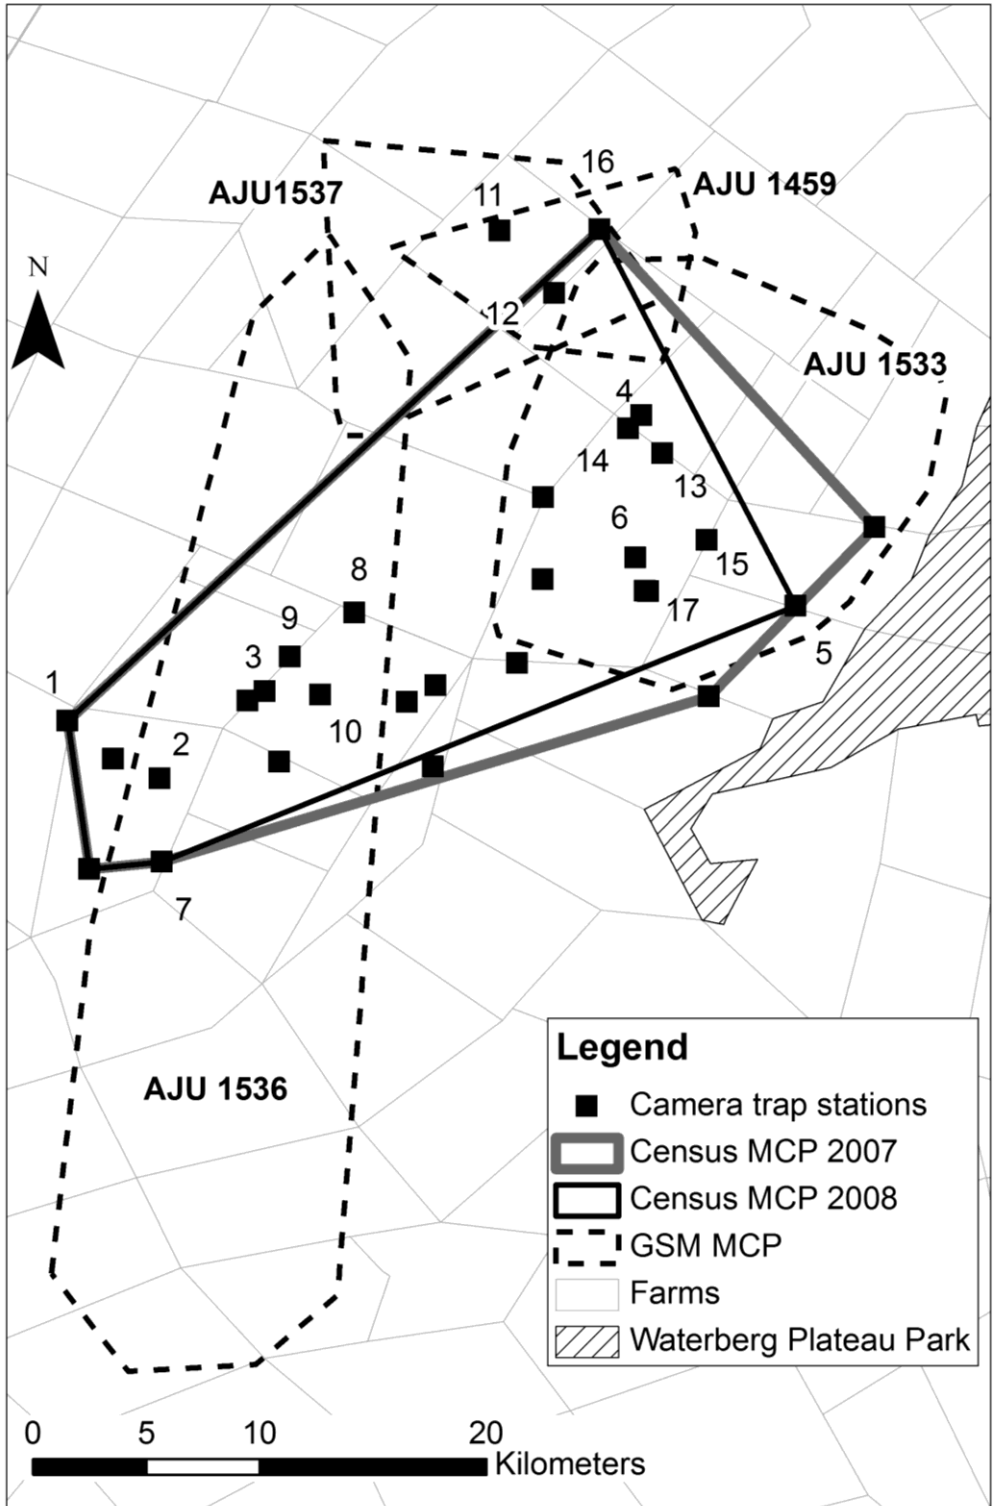 16
AJU1537
11
AJU 1459
N
12
AJU 1533
4
14
13
6
15
8
17
9
3
5
1
10
2
7
AJU 1536
Legend
Camera trap stations
Census MCP 2007
Census MCP 2008
GSM MCP
Farms
Waterberg Plateau Park
0 5 10 20
Kilometers